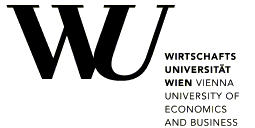 WU
WIRTSCHAFTS
UNIVERSITÄT
WIEN VIENNA
UNIVERSITY OF
ECONOMICS
AND BUSINESS